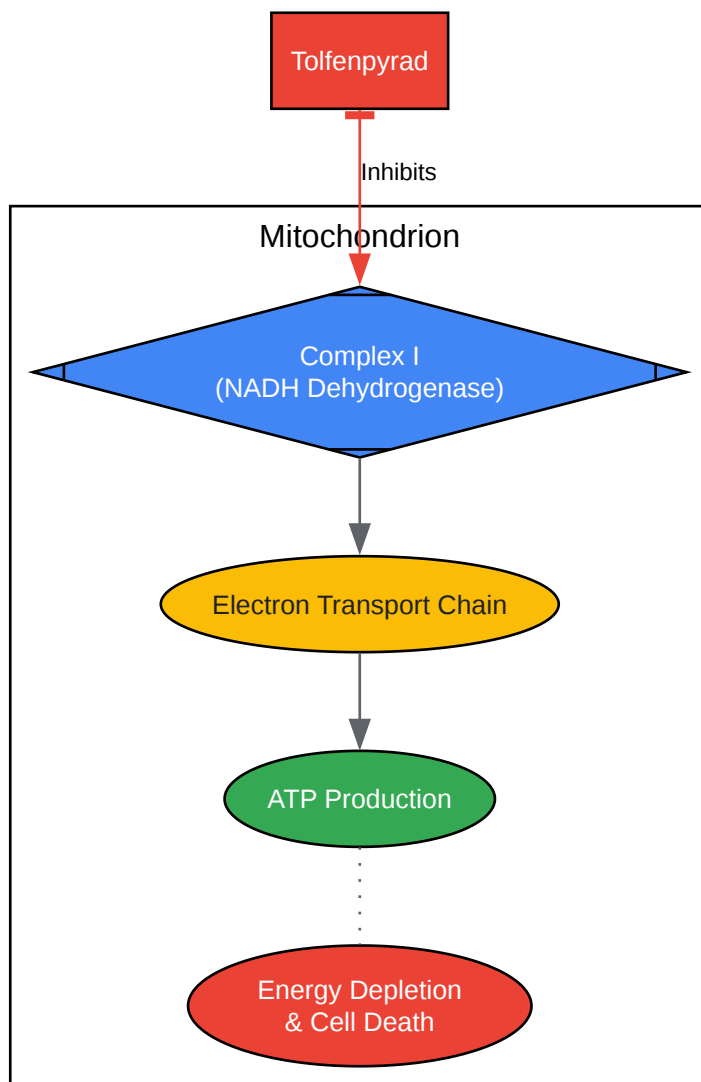 Tolfenpyrad
Inhibits
Mitochondrion
Complex I
(NADH Dehydrogenase)
Electron Transport Chain
ATP Production
Energy Depletion
& Cell Death